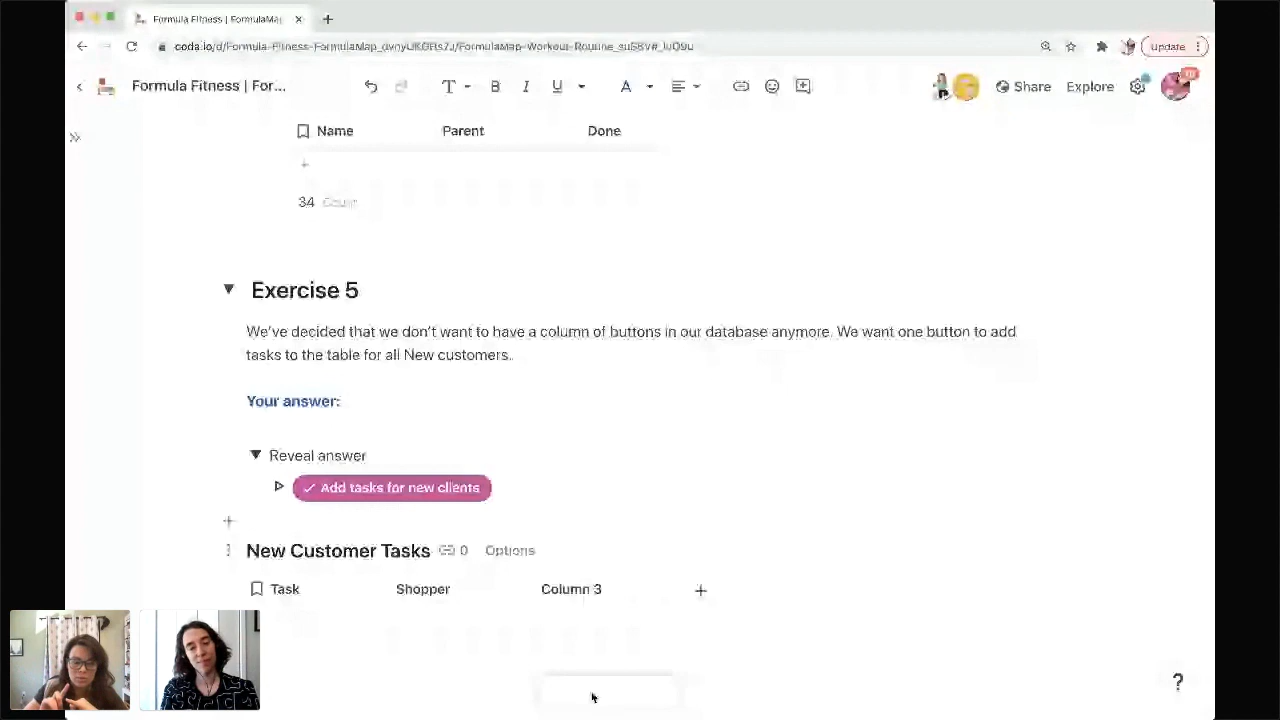 Formula Fitness | FormulaMa
Update
Formula Fitness | For...
T B I U A
Share Explore
Name Parent Done
34 Count
Exercise 5
We've decided that we don't want to have a column of buttons in our database anymore. We want one button to add
tasks to the table for all New customers..
Your answer:
Reveal answer
Add tasks for new clients
New Customer Tasks 0 Options
Task Shopper Column 3
?